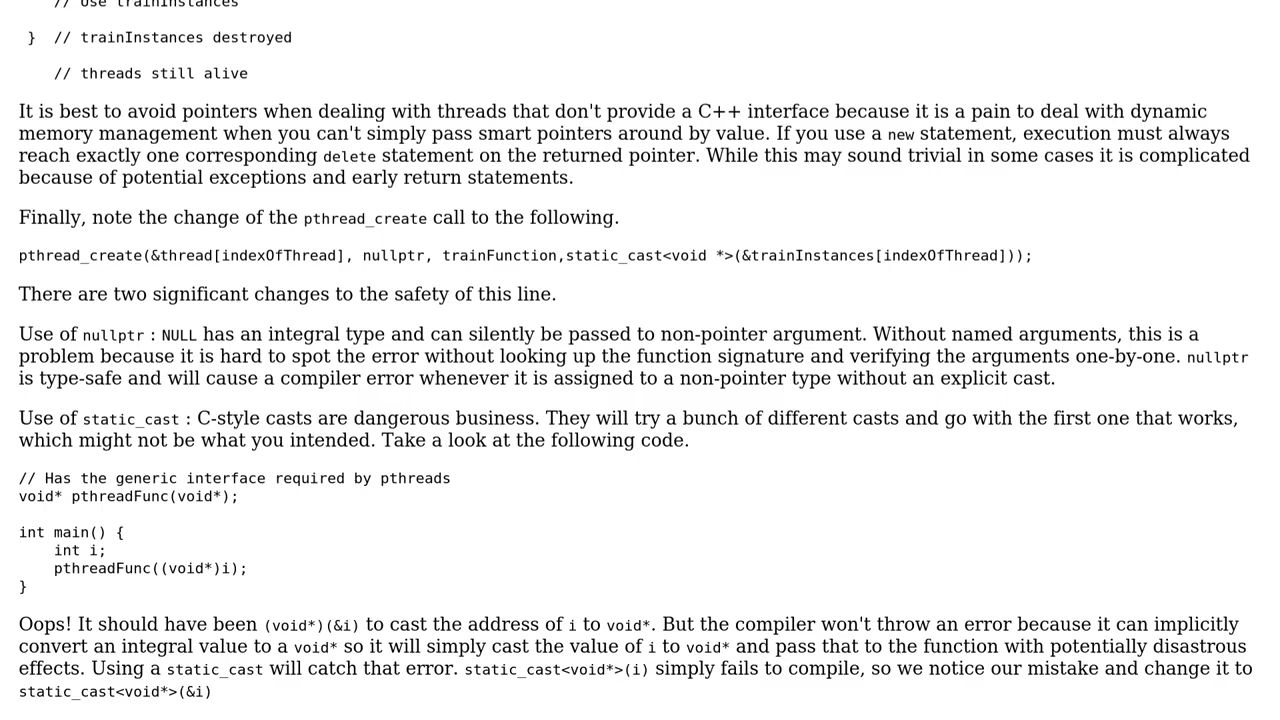 // Use trainInstances
}  // trainInstances destroyed
// threads still alive
It is best to avoid pointers when dealing with threads that don't provide a C++ interface because it is a pain to deal with dynamic
memory management when you can't simply pass smart pointers around by value. If you use a new statement, execution must always
reach exactly one corresponding delete statement on the returned pointer. While this may sound trivial in some cases it is complicated
because of potential exceptions and early return statements.
Finally, note the change of the pthread_create call to the following.
pthread_create(&thread[indexOfThread], nullptr, trainFunction,static_cast<void *>(&trainInstances[indexOfThread]));
There are two significant changes to the safety of this line.
Use of nullptr : NULL has an integral type and can silently be passed to non-pointer argument. Without named arguments, this is a
problem because it is hard to spot the error without looking up the function signature and verifying the arguments one-by-one. nullptr
is type-safe and will cause a compiler error whenever it is assigned to a non-pointer type without an explicit cast.
Use of static_cast : C-style casts are dangerous business. They will try a bunch of different casts and go with the first one that works,
which might not be what you intended. Take a look at the following code.
// Has the generic interface required by pthreads
void* pthreadFunc(void*);
int main() {
    int i;
    pthreadFunc((void*)i);
}
Oops! It should have been (void*)(&i) to cast the address of i to void*. But the compiler won't throw an error because it can implicitly
convert an integral value to a void* so it will simply cast the value of i to void* and pass that to the function with potentially disastrous
effects. Using a static_cast will catch that error. static_cast<void*>(i) simply fails to compile, so we notice our mistake and change it to
static_cast<void*>(&i)